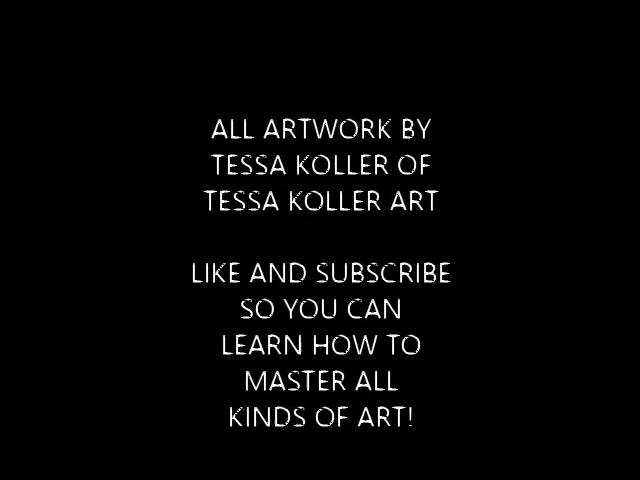 ALL ARTWORK BY
TESSA KOLLER OF
TESSA KOLLER ART
LIKE AND SUBSCRIBE
SO YOU CAN
LEARN HOW TO
MASTER ALL
KINDS OF ART!